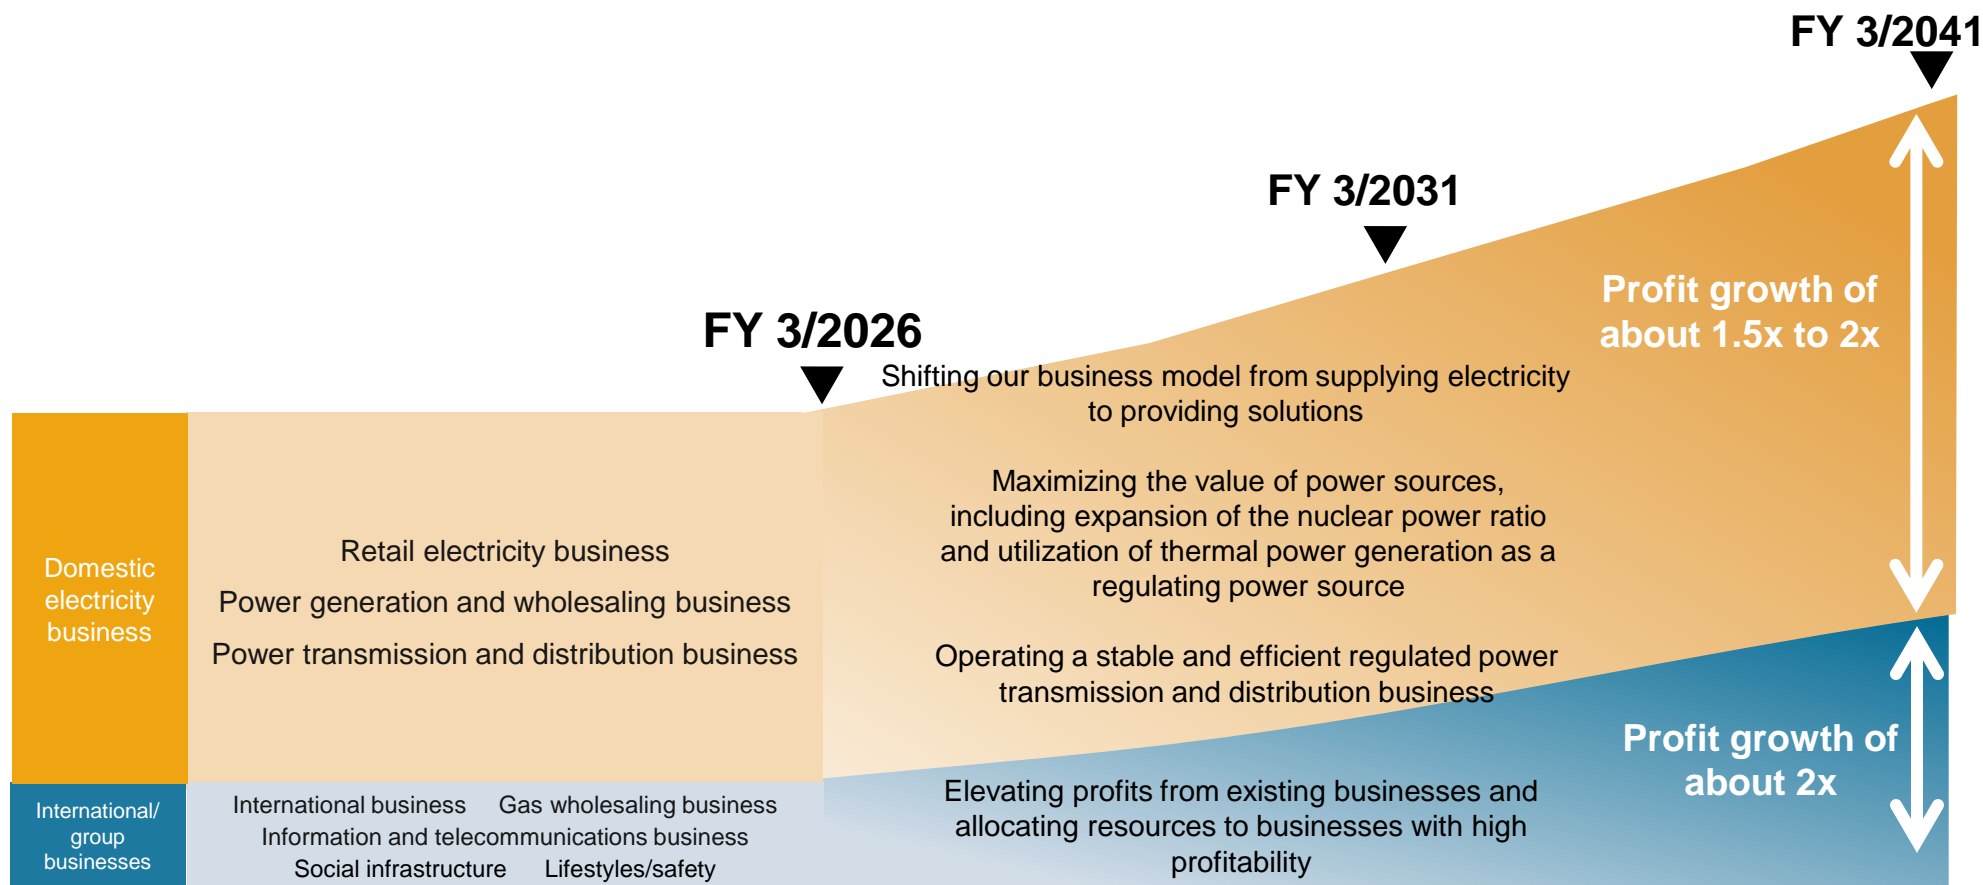 FY 3/2041
FY 3/2031
FY 3/2026
Profit growth of
about 1.5x to 2x
Shifting our business model from supplying electricity
to providing solutions
Maximizing the value of power sources,
including expansion of the nuclear power ratio
and utilization of thermal power generation as a
regulating power source
Operating a stable and efficient regulated power
transmission and distribution business
Domestic
electricity
business
Retail electricity business
Power generation and wholesaling business
Power transmission and distribution business
Profit growth of
about 2x
International/
group
businesses
International business Gas wholesaling business
Information and telecommunications business
Social infrastructure Lifestyles/safety
Elevating profits from existing businesses and
allocating resources to businesses with high
profitability